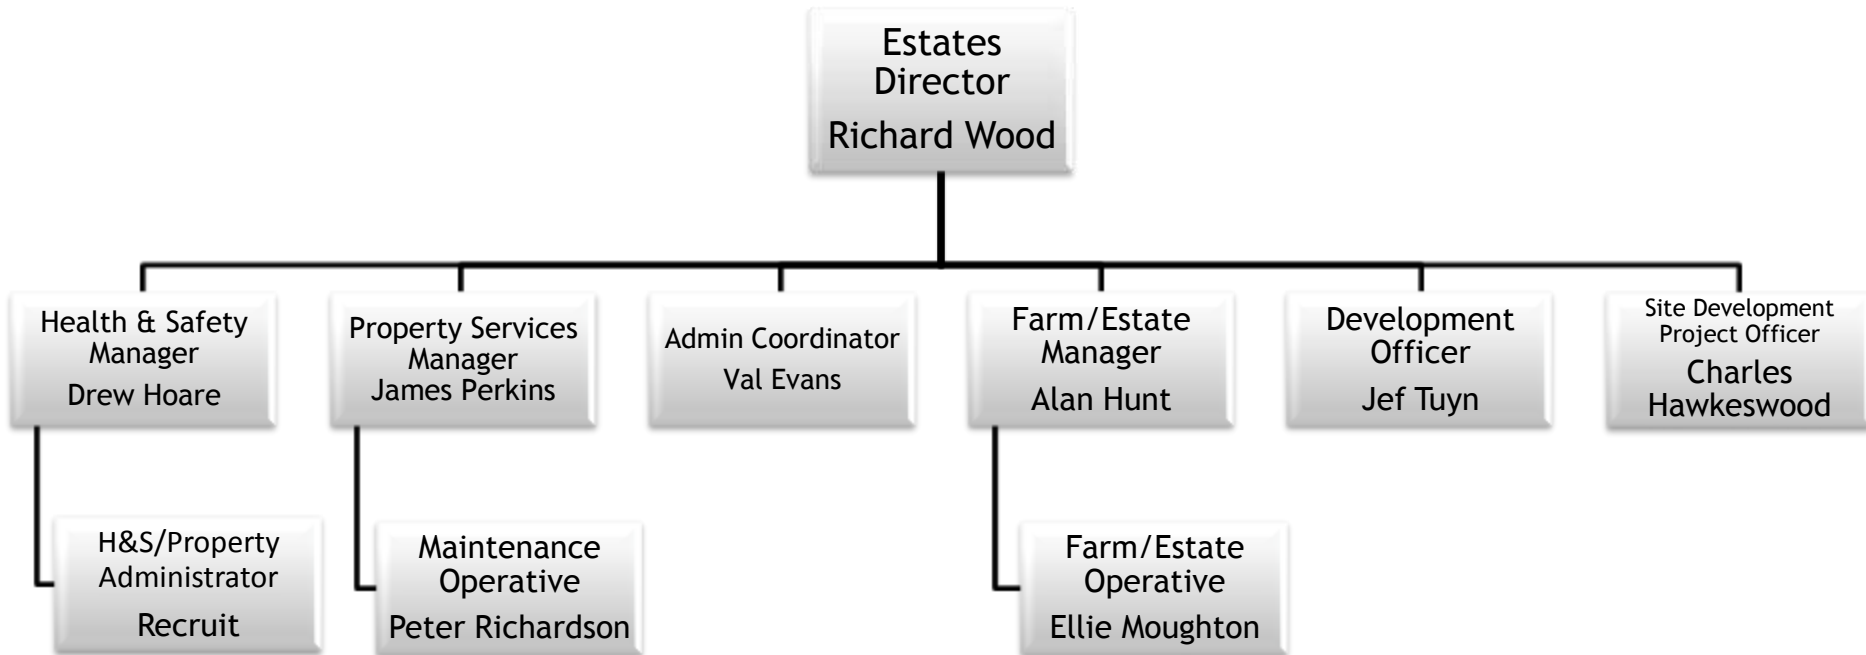 Estates
Director
Richard Wood
Health & Safety
Manager
Drew Hoare
Property Services
Manager
James Perkins
Admin Coordinator
Val Evans
Farm/Estate
Manager
Alan Hunt
Development
Officer
Jef Tuyn
Site Development
Project Officer
Charles
Hawkeswood
H&S/Property
Administrator
Recruit
Maintenance
Operative
Peter Richardson
Farm/Estate
Operative
Ellie Moughton